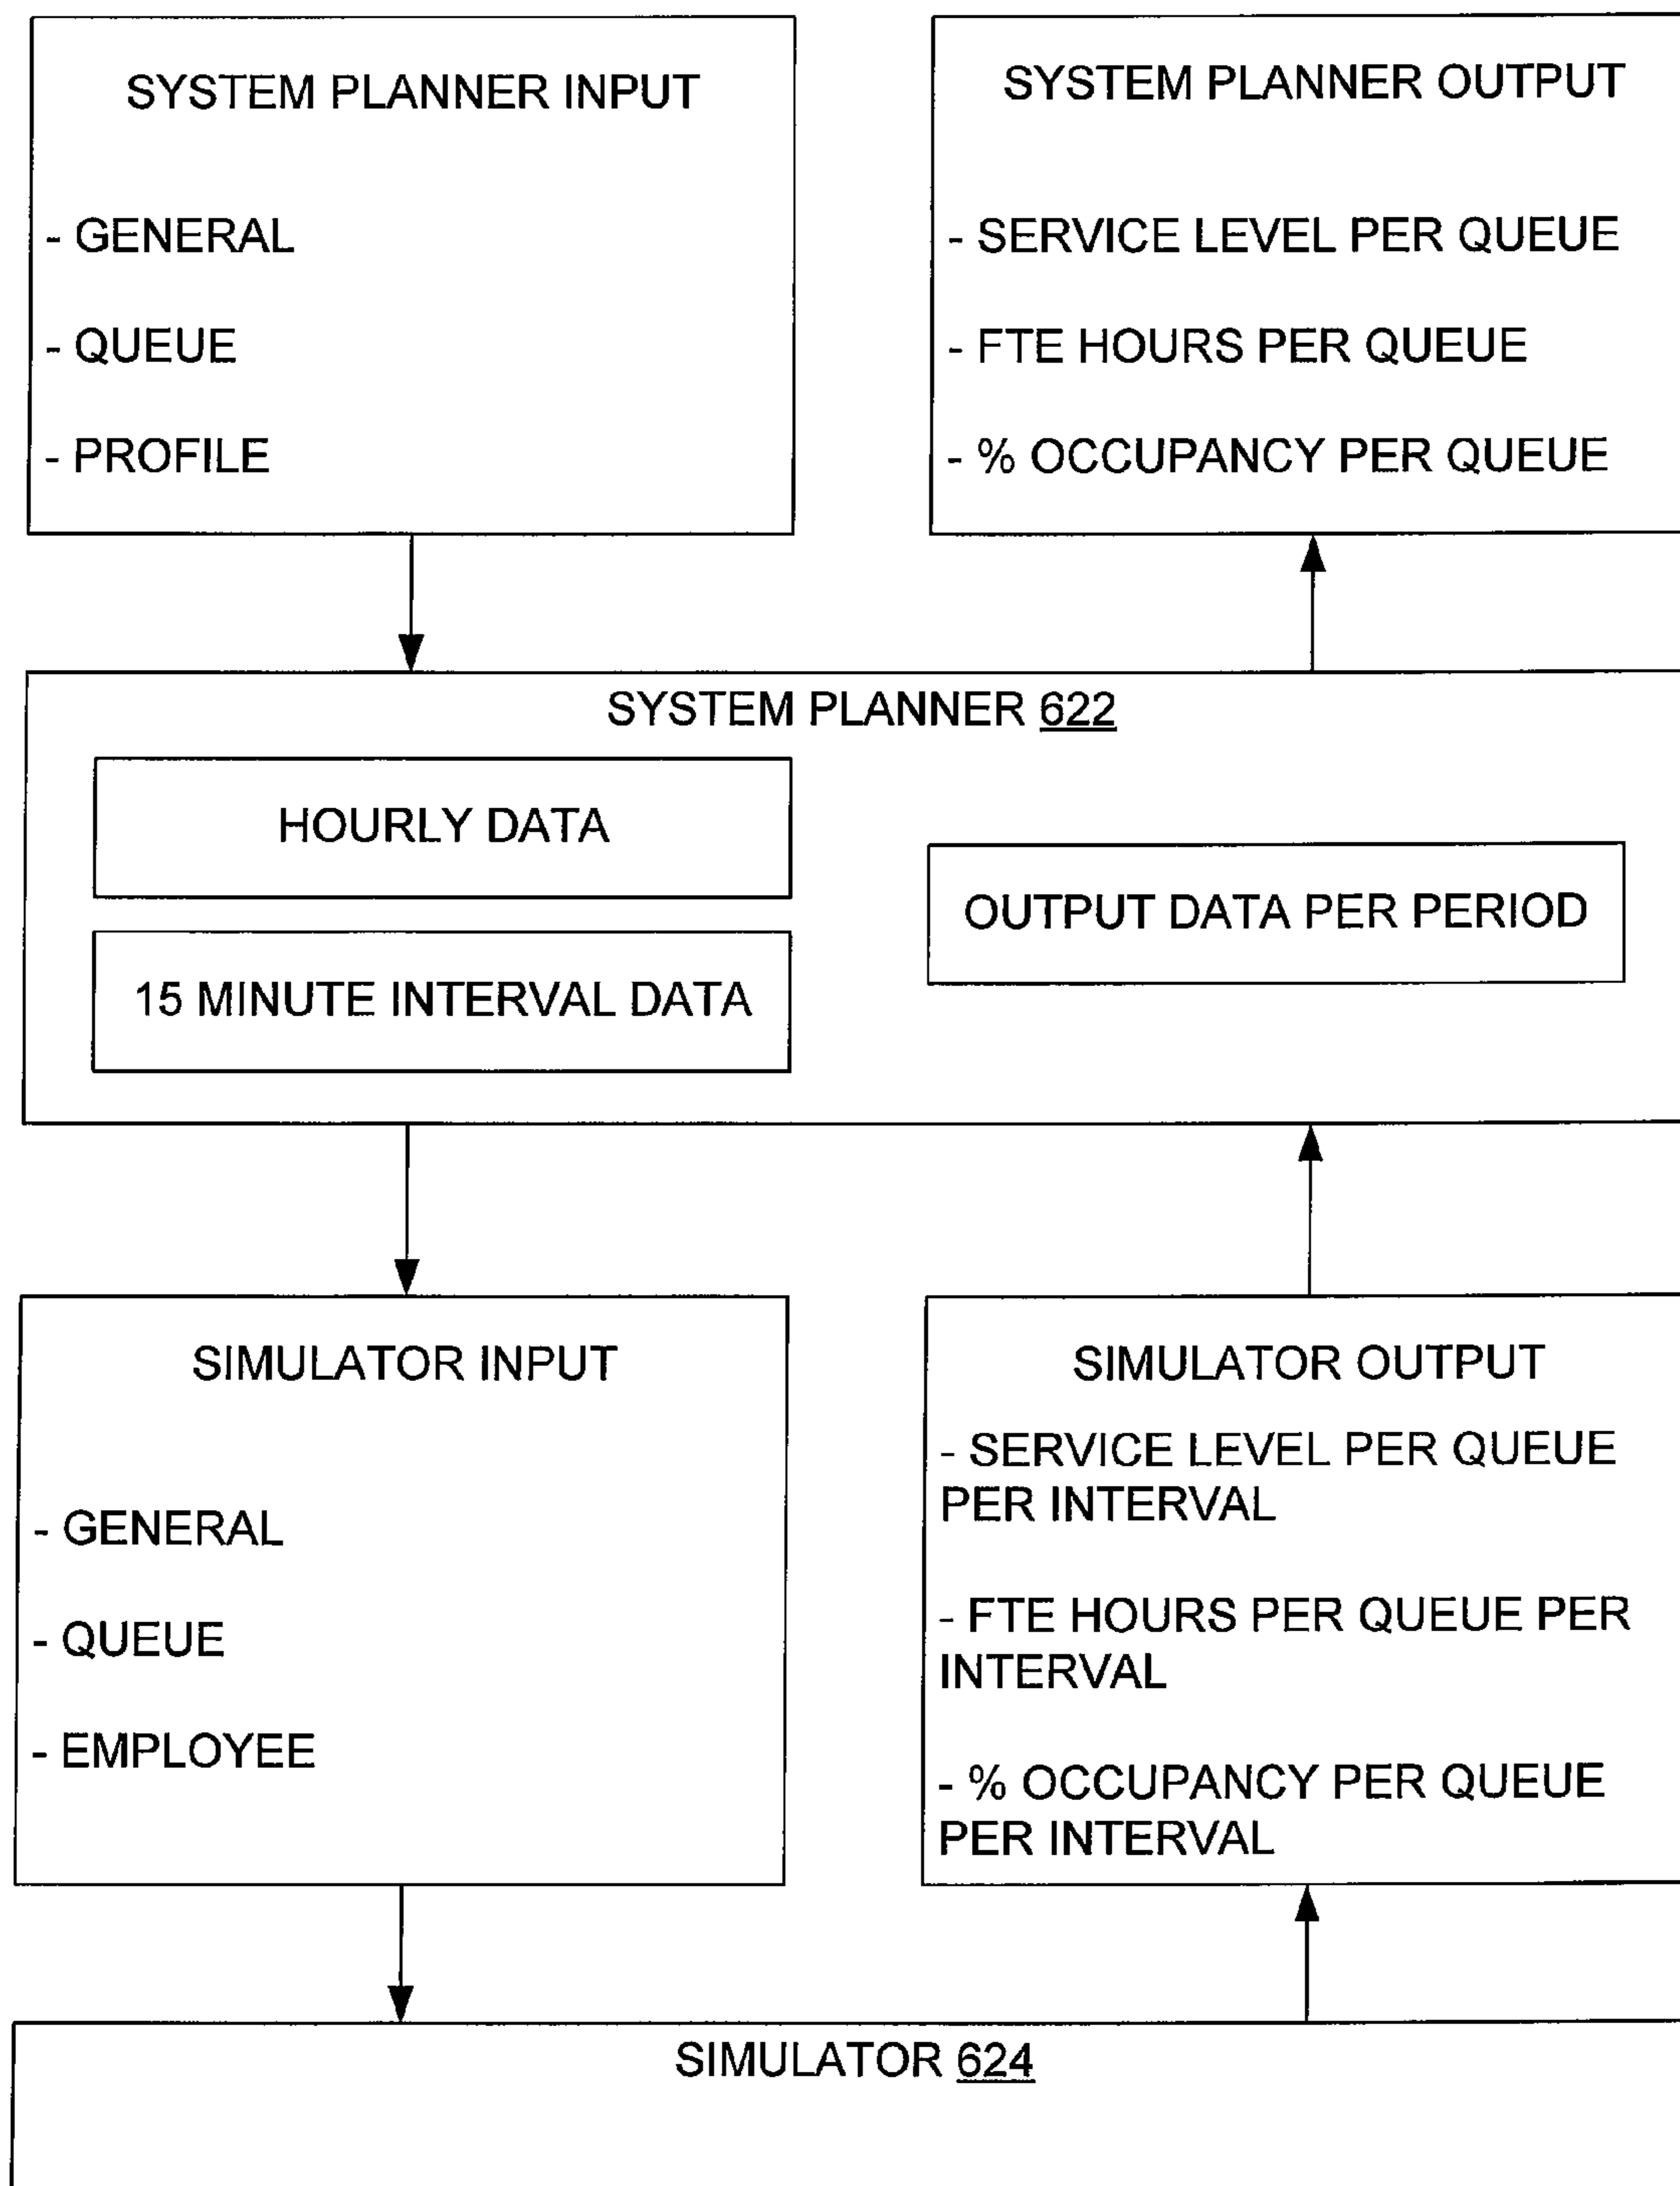 SYSTEM PLANNER INPUT
- GENERAL
- QUEUE
- PROFILE
SYSTEM PLANNER OUTPUT
- SERVICE LEVEL PER QUEUE
- FTE HOURS PER QUEUE
- % OCCUPANCY PER QUEUE
SYSTEM PLANNER 622
HOURLY DATA
15 MINUTE INTERVAL DATA
OUTPUT DATA PER PERIOD
SIMULATOR INPUT
- GENERAL
- QUEUE
- EMPLOYEE
SIMULATOR OUTPUT
- SERVICE LEVEL PER QUEUE
PER INTERVAL
- FTE HOURS PER QUEUE PER
INTERVAL
- % OCCUPANCY PER QUEUE
PER INTERVAL
SIMULATOR 624